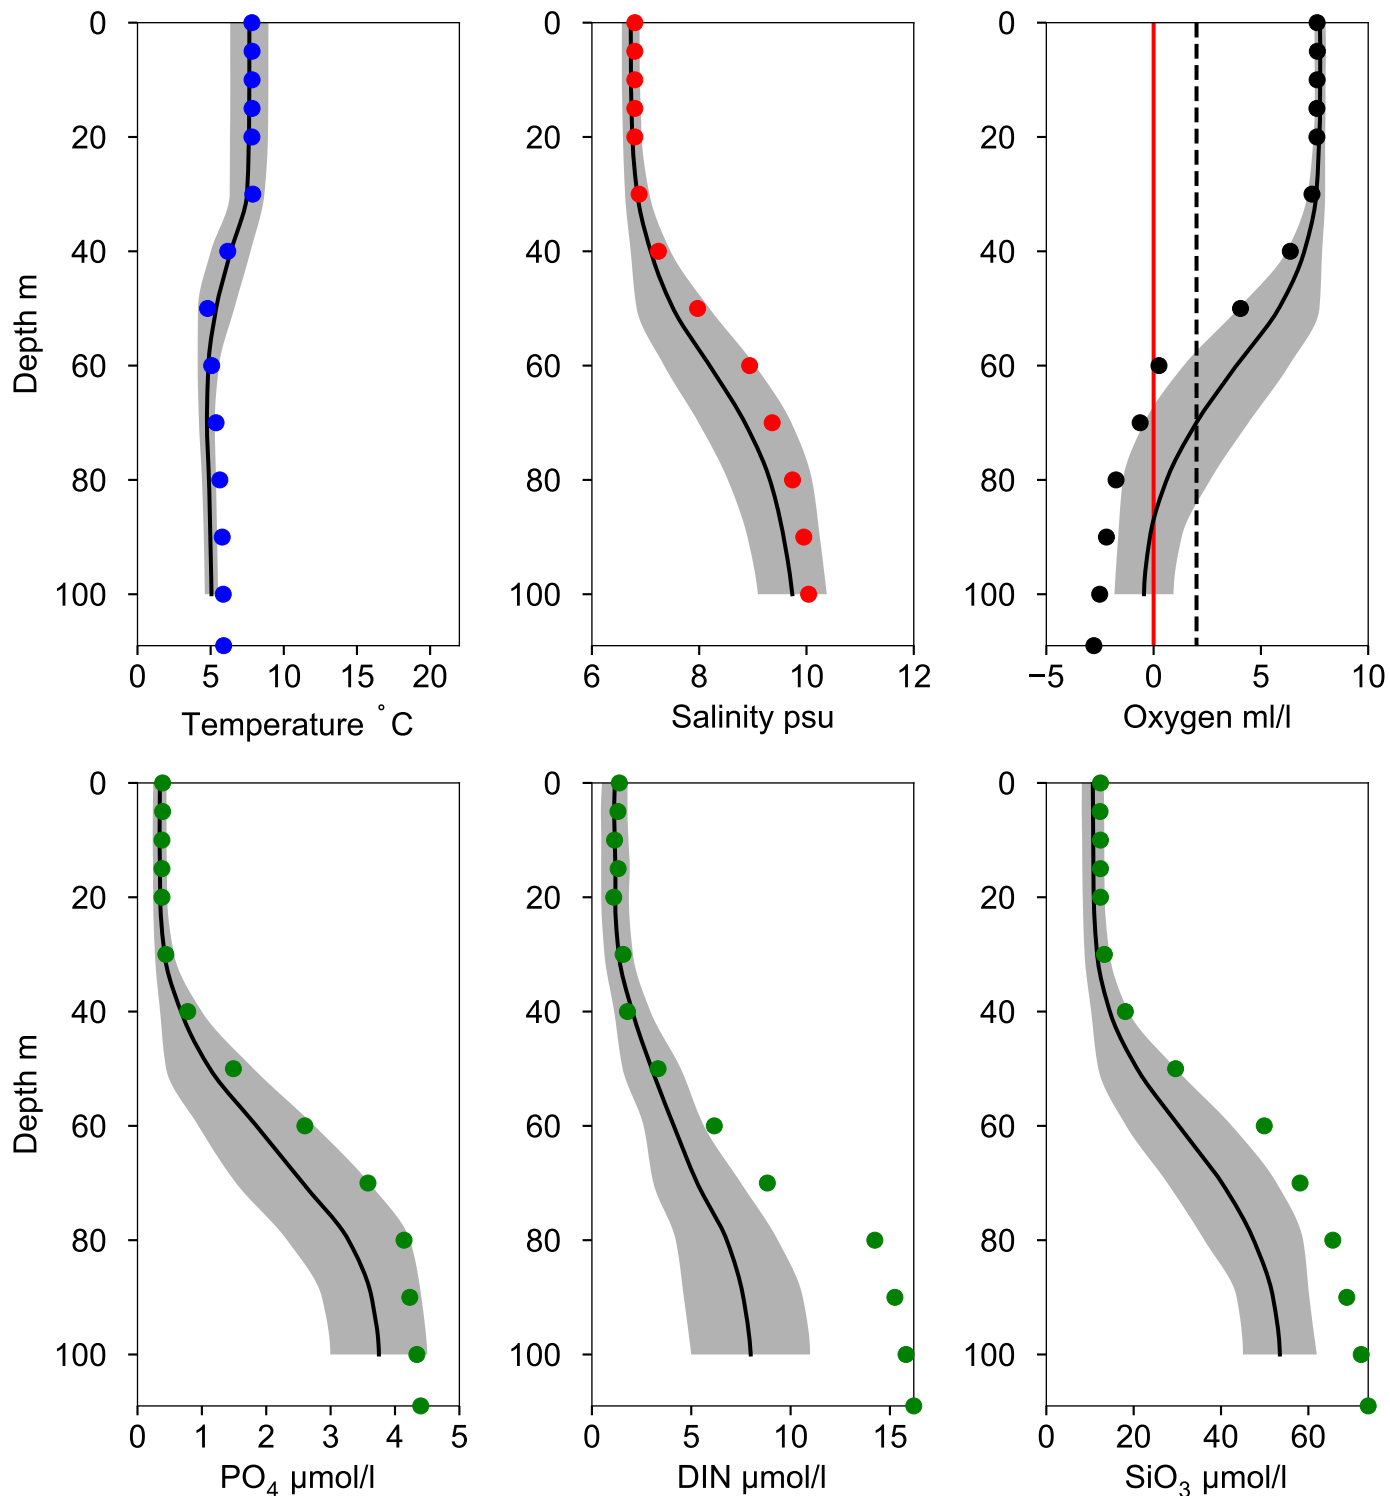 0
20
40
60
80
100
Depth m
0 5 10 15 20
Temperature °C
0
20
40
60
80
100
6 8 10 12
Salinity psu
0
20
40
60
80
100
−5 0 5 10
Oxygen ml/l
0
20
40
60
80
100
Depth m
0 1 2 3 4 5
PO₄ µmol/l
0
20
40
60
80
100
0 5 10 15
DIN µmol/l
0
20
40
60
80
100
0 20 40 60
SiO₃ µmol/l